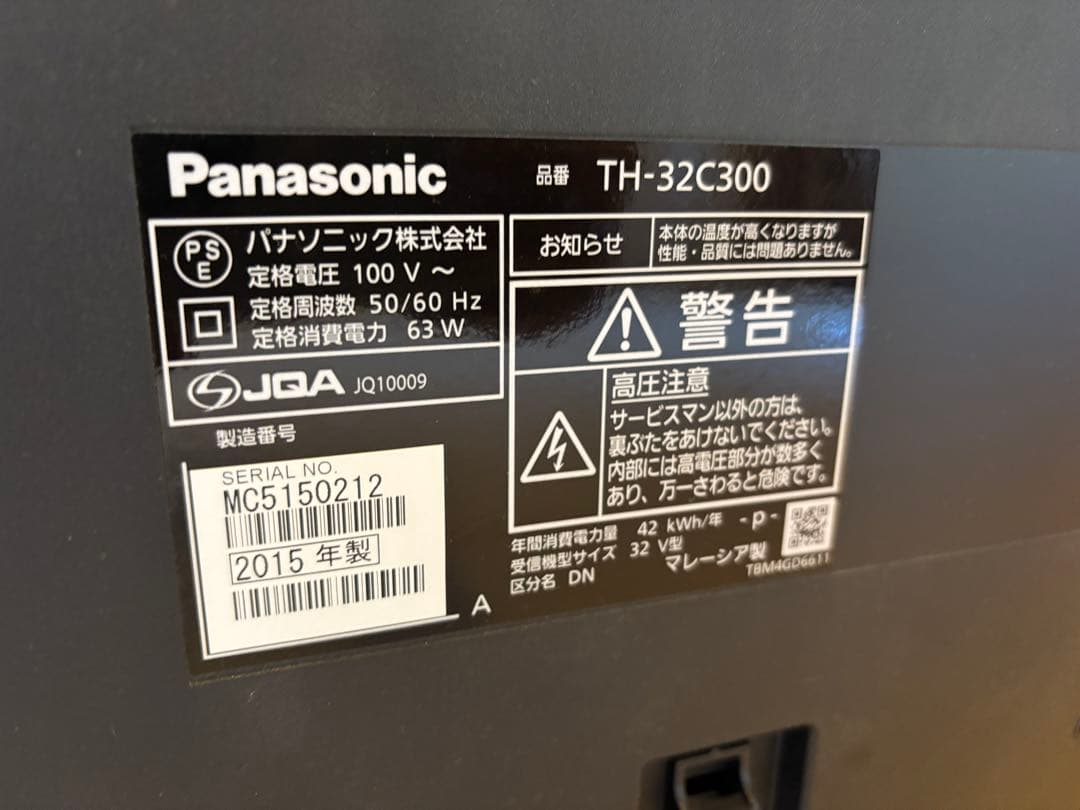 Panasonic
品番 TH-32C300
PSE
パナソニック株式会社
定格電圧 100 V ～
定格周波数 50/60 Hz
定格消費電力 63 W
JQA JQ10009
製造番号
SERIAL NO.
MC5150212
2015 年製
A
お知らせ
本体の温度が高くなりますが
性能・品質には問題ありません。
警告
高圧注意
サービスマン以外の方は、
裏ぶたをあけないでください。
内部には高電圧部分が数多く
あり、万一さわると危険です。
年間消費電力量 42 kWh/年 -p-
受信機型サイズ 32 V型
区分名 DN
マレーシア製
TBM4GD6611